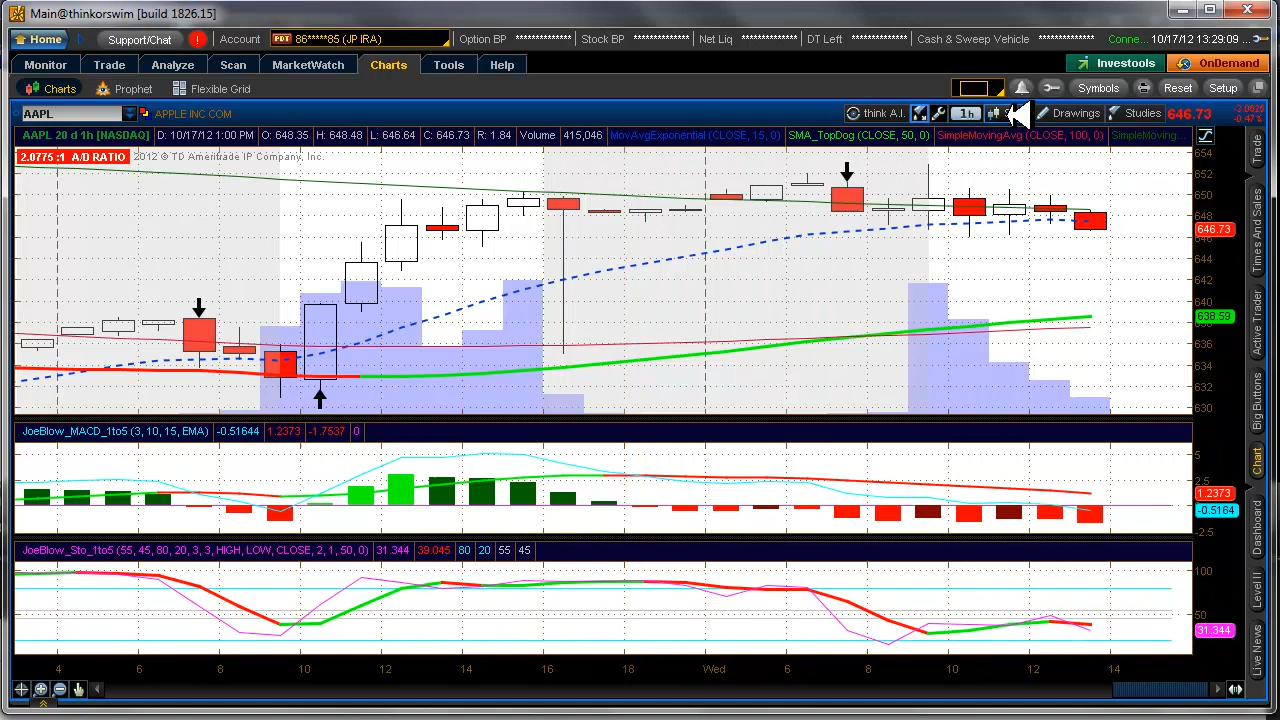 Main@thinkorswim [build 1826.15]
Home Support/Chat ! Account PDT 86*****85 (JP IRA) Option BP ********** Stock BP ********** Net Liq ********** DT Left ********** Cash & Sweep Vehicle ********** Conne... 10/17/12 13:29:09
Monitor Trade Analyze Scan MarketWatch Charts Tools Help Investools OnDemand
Charts Prophet Flexible Grid Symbols Reset Setup
AAPL APPLE INC COM think A.I. 1h Drawings Studies 646.73 -0.47%
AAPL 20 d 1h [NASDAQ] D: 10/17/12 1:00 PM O: 648.35 H: 648.48 L: 646.64 C: 646.73 R: 1.84 Volume 415,046 MovAvgExponential (CLOSE, 15, 0) SMA_TopDog (CLOSE, 50, 0) SimpleMovingAvg (CLOSE, 100, 0) SimpleMoving...
2.0775 :1 A/D RATIO 2012 © TD Ameritrade IP Company, Inc.
654
652
650
648
646.73
646
644
642
640
638.59
636
634
632
630
JoeBlow_MACD_1to5 (3, 10, 15, EMA) -0.51644 1.2373 -1.7537 0
5
2.5
1.2373
-0.5164
-2.5
JoeBlow_Sto_1to5 (55, 45, 80, 20, 3, 3, HIGH, LOW, CLOSE, 2, 1, 50, 0) 31.344 39.045 80 20 55 45
100
50
31.344
4 6 8 10 12 14 16 18 Wed 6 8 10 12 14
Trade
Times And Sales
Active Trader
Big Buttons
Chart
Dashboard
Level II
Live News